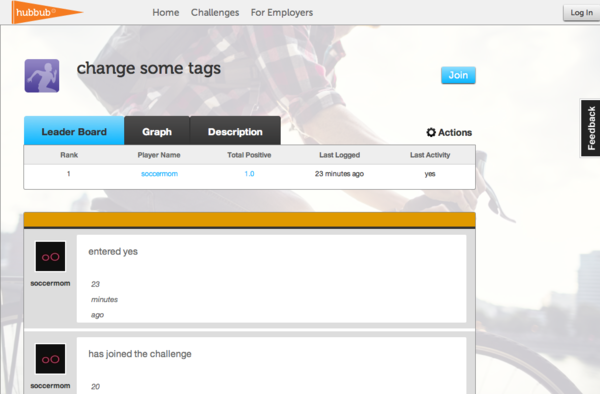 hubbub
Home Challenges For Employers Log In
change some tags
Join
Feedback
Leader Board Graph Description Actions
Rank Player Name Total Positive Last Logged Last Activity
1 soccermom 1.0 23 minutes ago yes
entered yes
soccermom
23
minutes
ago
has joined the challenge
soccermom
20